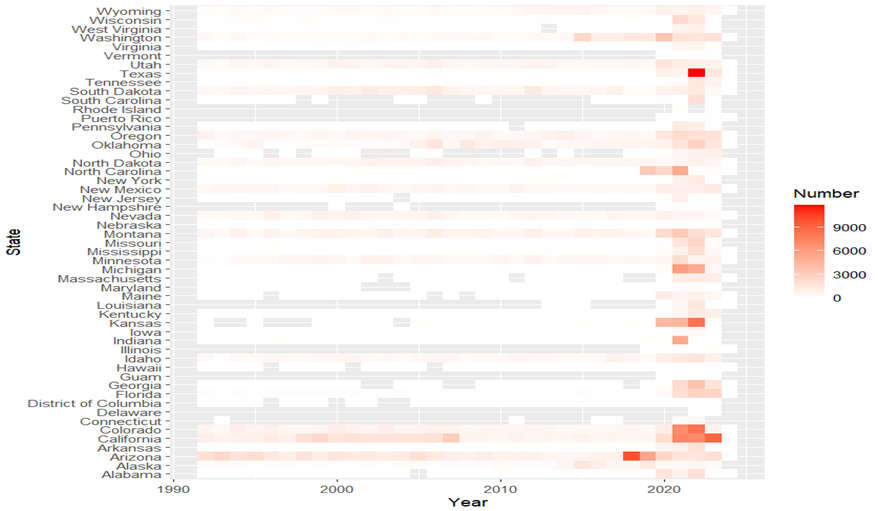 Wyoming
Wisconsin
West Virginia
Washington
Virginia
Vermont
Utah
Texas
Tennessee
South Dakota
South Carolina
Rhode Island
Puerto Rico
Pennsylvania
Oregon
Oklahoma
Ohio
North Dakota
North Carolina
New York
New Mexico
New Jersey
New Hampshire
Nevada
Nebraska
Montana
Missouri
Mississippi
Minnesota
Michigan
Massachusetts
Maryland
Maine
Louisiana
Kentucky
Kansas
Iowa
Indiana
Illinois
Idaho
Hawaii
Guam
Georgia
Florida
District of Columbia
Delaware
Connecticut
Colorado
California
Arkansas
Arizona
Alaska
Alabama
State
1990 2000 2010 2020
Year
Number
9000
6000
3000
0